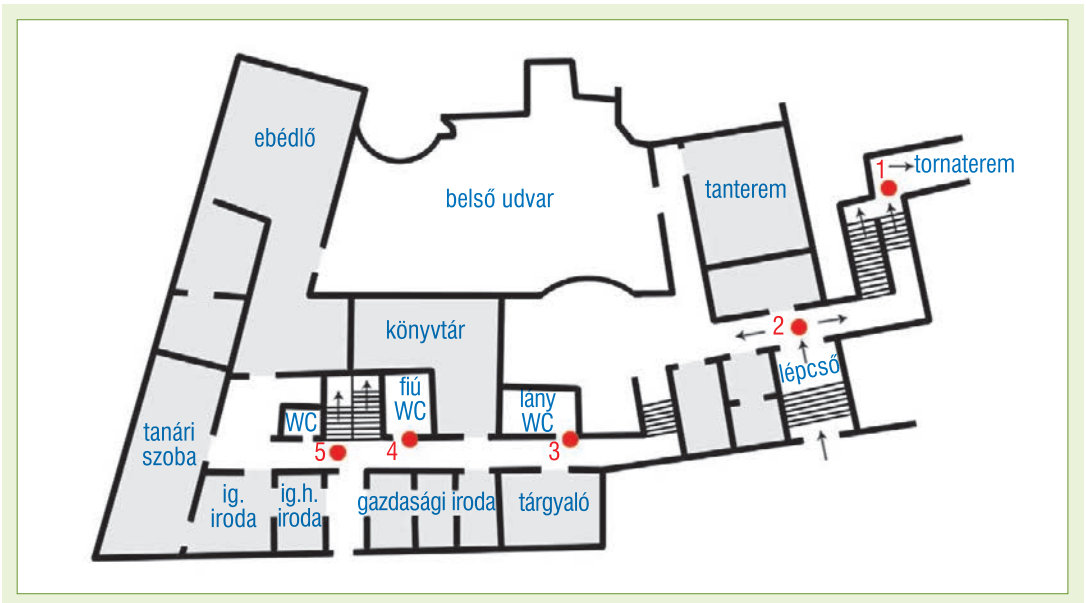 ebédlő
belső udvar
tanterem
1
tornaterem
könyvtár
2
lépcső
fiú
WC
lány
WC
WC
tanári
szoba
5
4
3
ig.
iroda
ig.h.
iroda
gazdasági iroda
tárgyaló